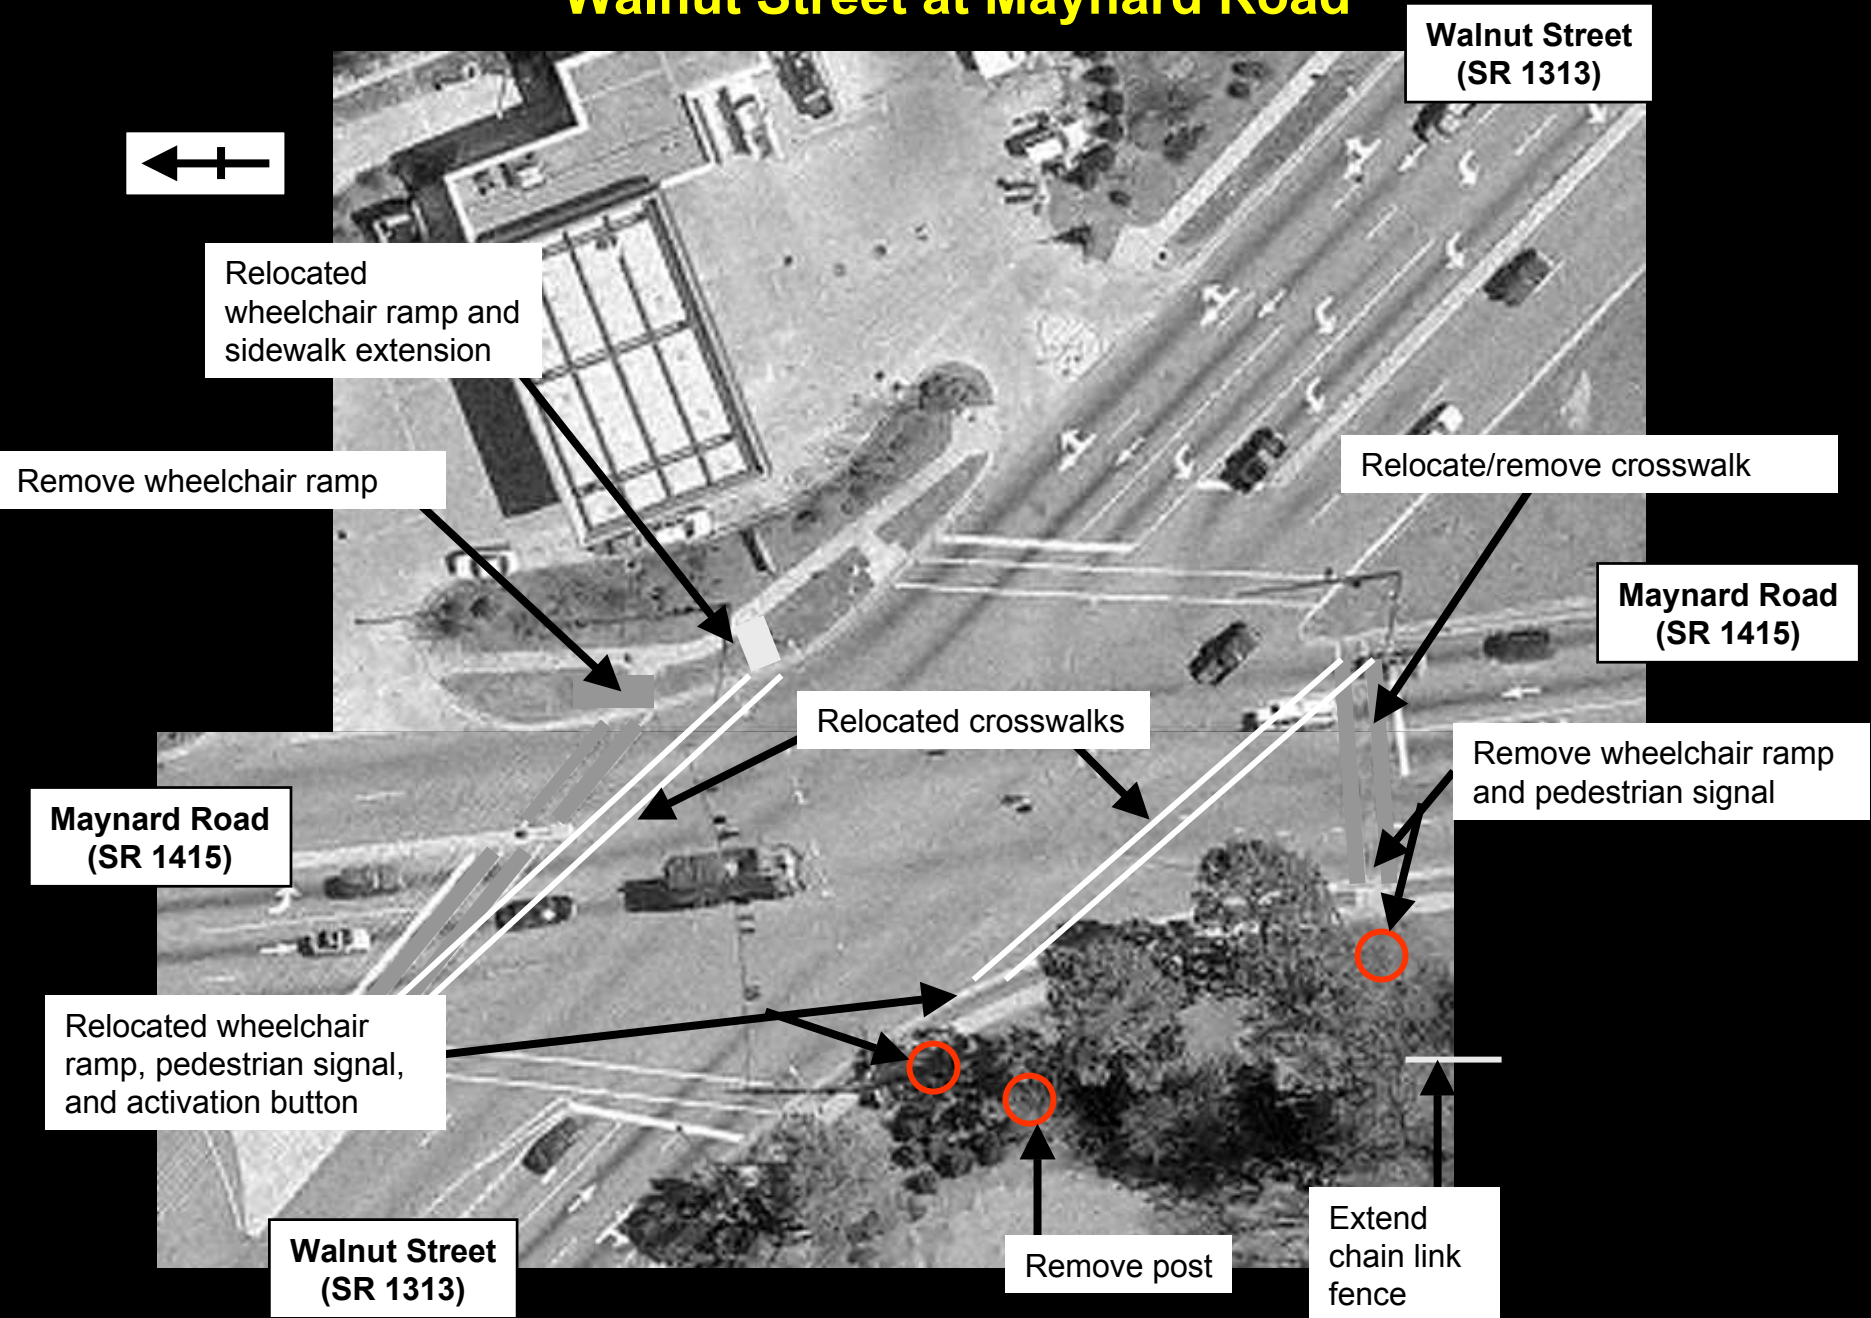 Walnut Street at Maynard Road
Walnut Street
(SR 1313)
Relocated
wheelchair ramp and
sidewalk extension
Remove wheelchair ramp
Relocate/remove crosswalk
Maynard Road
(SR 1415)
Relocated crosswalks
Remove wheelchair ramp
and pedestrian signal
Maynard Road
(SR 1415)
Relocated wheelchair
ramp, pedestrian signal,
and activation button
Walnut Street
(SR 1313)
Remove post
Extend
chain link
fence